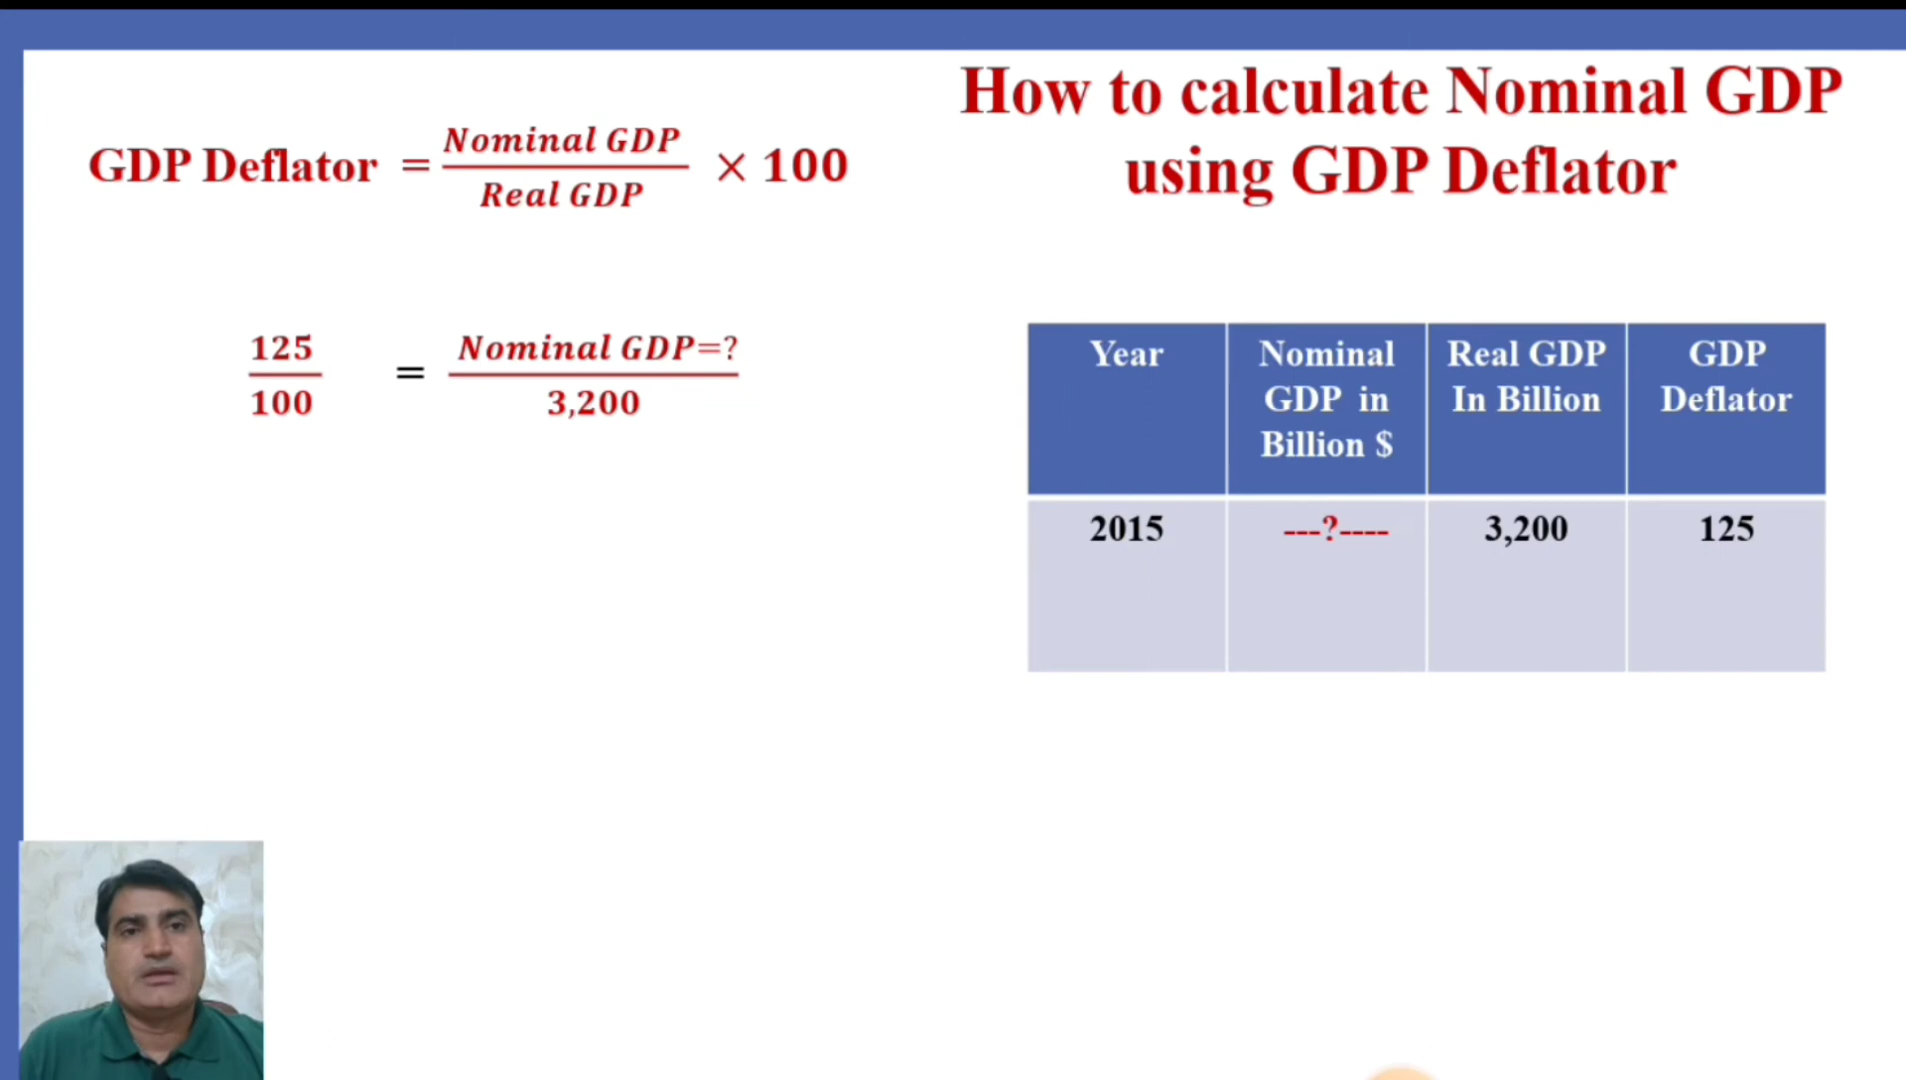 How to calculate Nominal GDP
using GDP Deflator
GDP Deflator = Nominal GDP / Real GDP × 100
125 / 100 = Nominal GDP=? / 3,200
Year Nominal GDP in Billion $ Real GDP In Billion GDP Deflator
2015 ---?---- 3,200 125